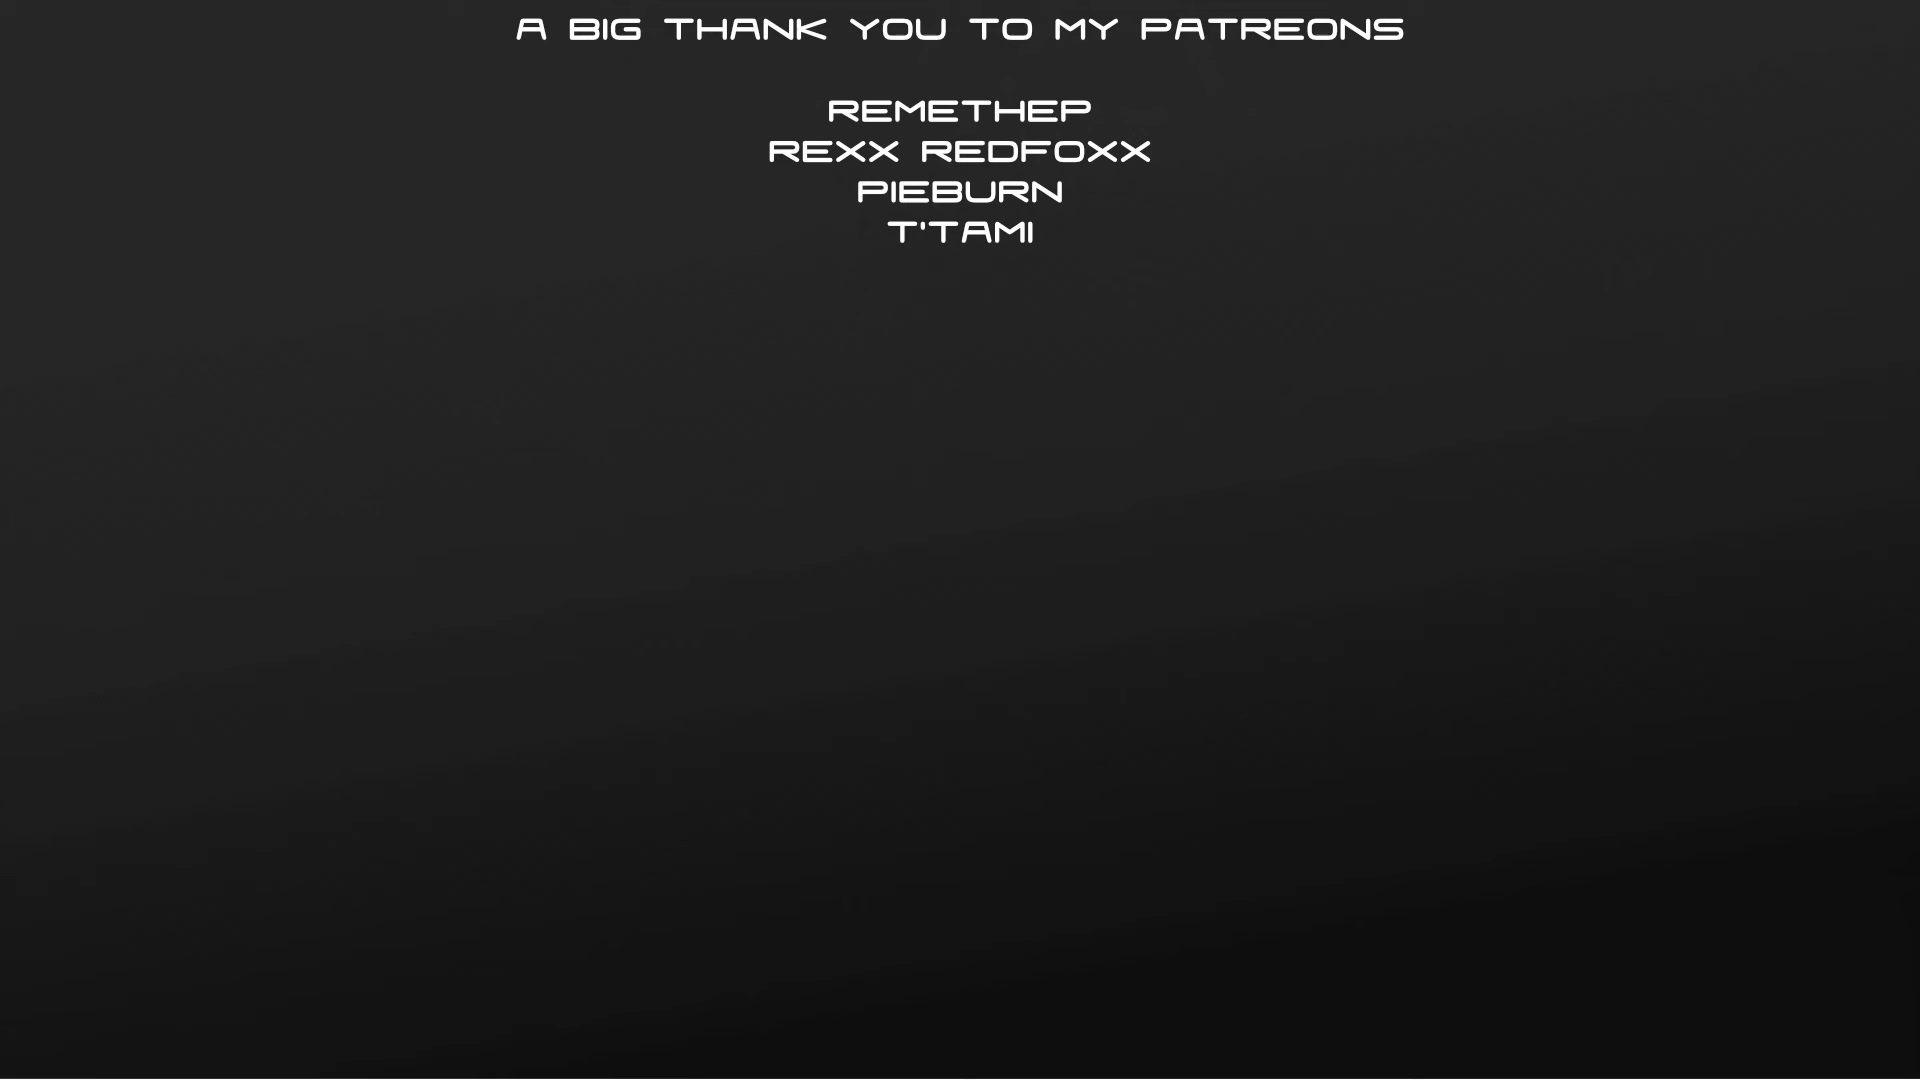 A BIG THANK YOU TO MY PATREONS
REMETHEP
REXX REDFOXX
PIEBURN
T'TAMI